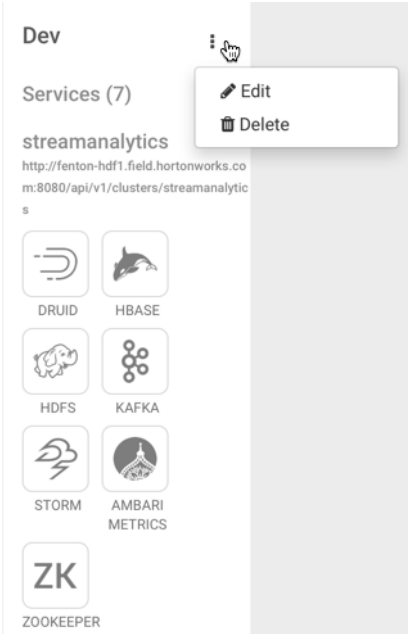 Dev
Edit
Delete
Services (7)
streamanalytics
http://fenton-hdf1.field.hortonworks.co
m:8080/api/v1/clusters/streamanalytic
s
DRUID HBASE
HDFS KAFKA
STORM AMBARI
METRICS
ZK
ZOOKEEPER